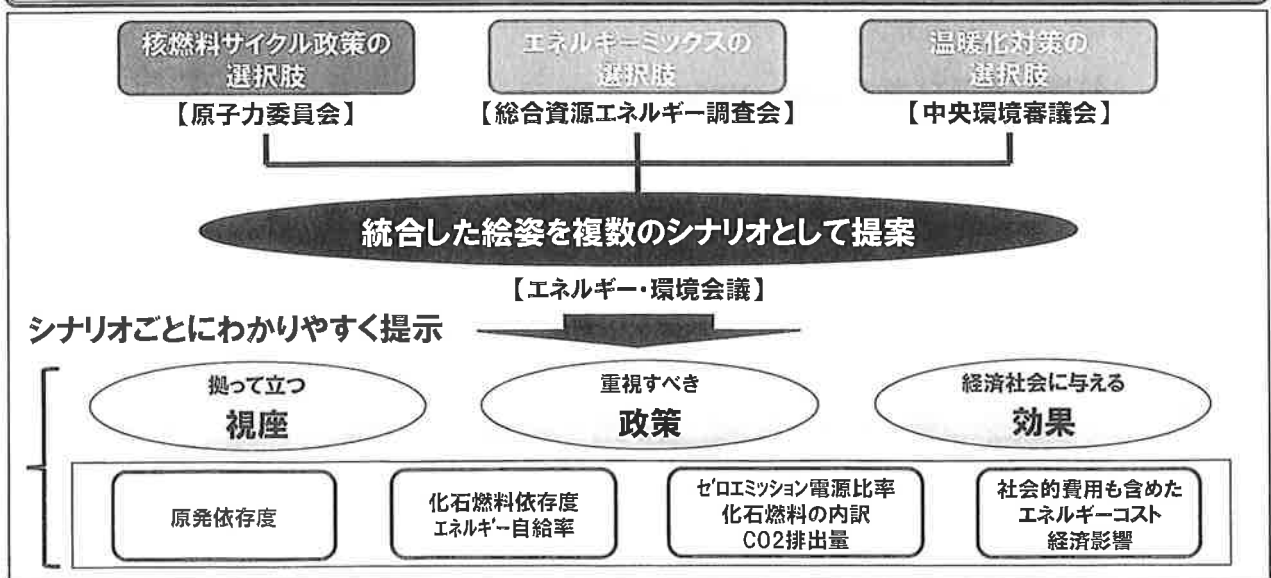 核燃料サイクル政策の
選択肢
エネルギーミックスの
選択肢
温暖化対策の
選択肢
【原子力委員会】
【総合資源エネルギー調査会】
【中央環境審議会】
統合した絵姿を複数のシナリオとして提案
【エネルギー・環境会議】
シナリオごとにわかりやすく提示
拠って立つ
視座
重視すべき
政策
経済社会に与える
効果
原発依存度
化石燃料依存度
エネルギー自給率
ゼロエミッション電源比率
化石燃料の内訳
CO2排出量
社会的費用も含めた
エネルギーコスト
経済影響